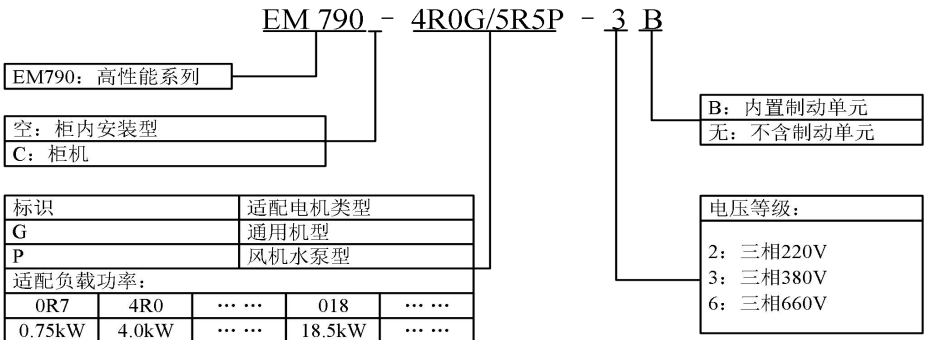 EM 790 - 4R0G/5R5P - 3 B
EM790：高性能系列
空：柜内安装型
C：柜机
B：内置制动单元
无：不含制动单元
标识 适配电机类型
G 通用机型
P 风机水泵型
适配负载功率：
0R7 4R0 …… 018 ……
0.75kW 4.0kW …… 18.5kW ……
电压等级：
2：三相220V
3：三相380V
6：三相660V